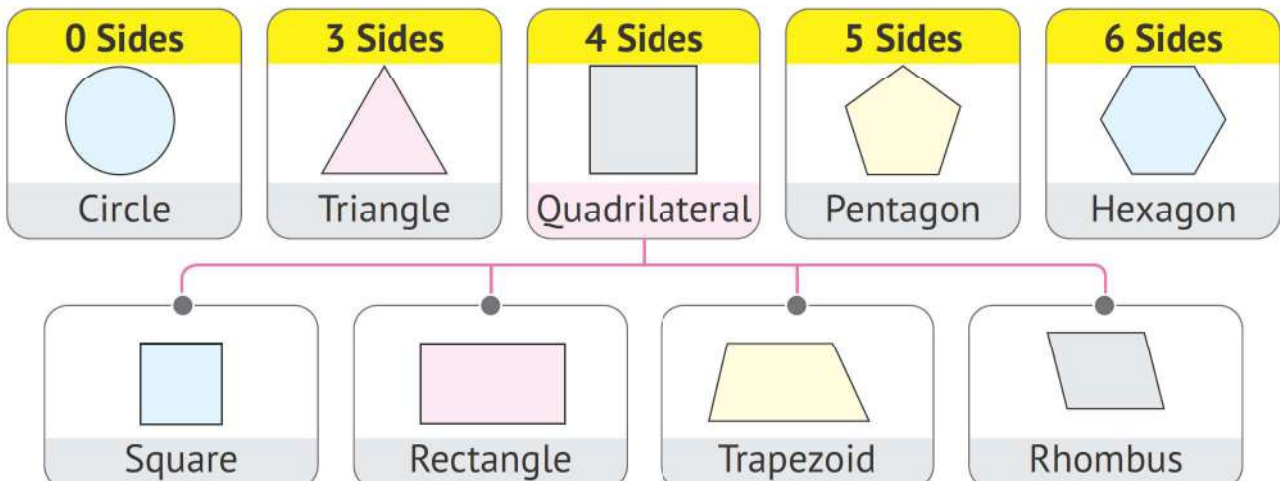 0 Sides
3 Sides
4 Sides
5 Sides
6 Sides
Circle
Triangle
Quadrilateral
Pentagon
Hexagon
Square
Rectangle
Trapezoid
Rhombus